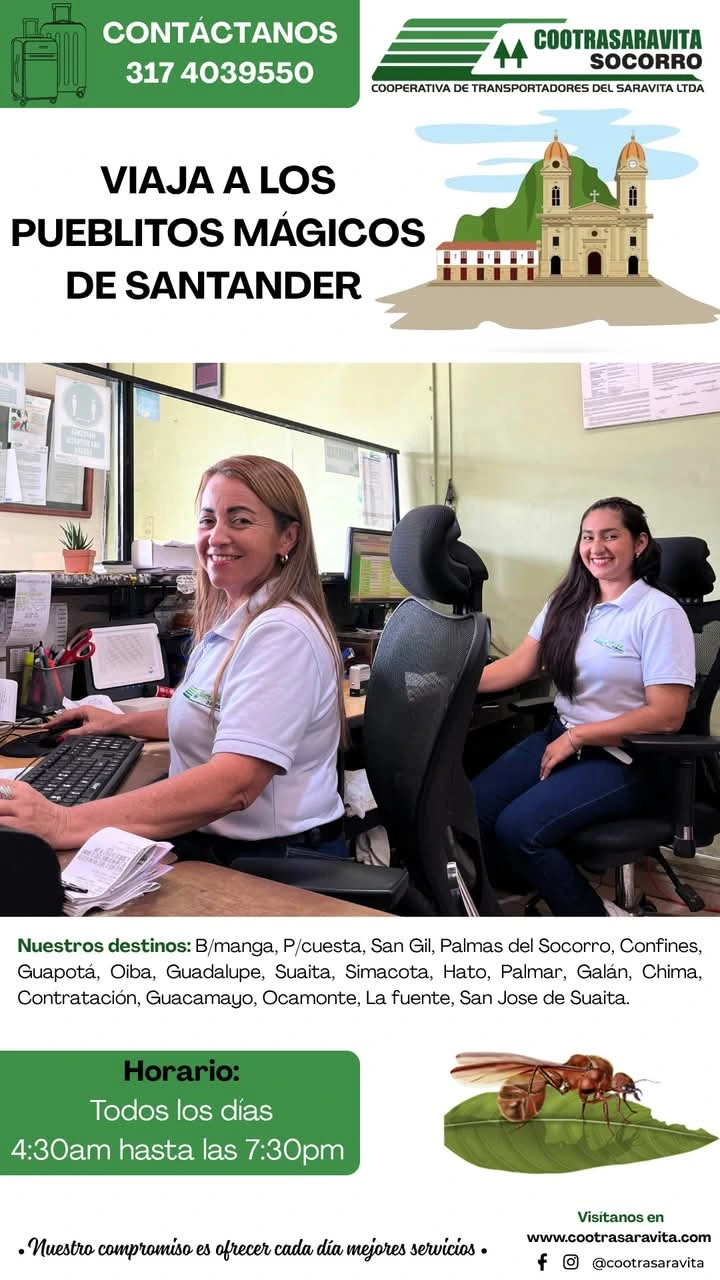 CONTÁCTANOS
317 4039550
COOTRASARAVITA
SOCORRO
COOPERATIVA DE TRANSPORTADORES DEL SARAVITA LTDA
VIAJA A LOS
PUEBLITOS MÁGICOS
DE SANTANDER
Nuestros destinos: B/manga, P/cuesta, San Gil, Palmas del Socorro, Confines,
Guapotá, Oiba, Guadalupe, Suaita, Simacota, Hato, Palmar, Galán, Chima,
Contratación, Guacamayo, Ocamonte, La fuente, San Jose de Suaita.
Horario:
Todos los días
4:30am hasta las 7:30pm
• Nuestro compromiso es ofrecer cada día mejores servicios •
Visítanos en
www.cootrasaravita.com
@cootrasaravita